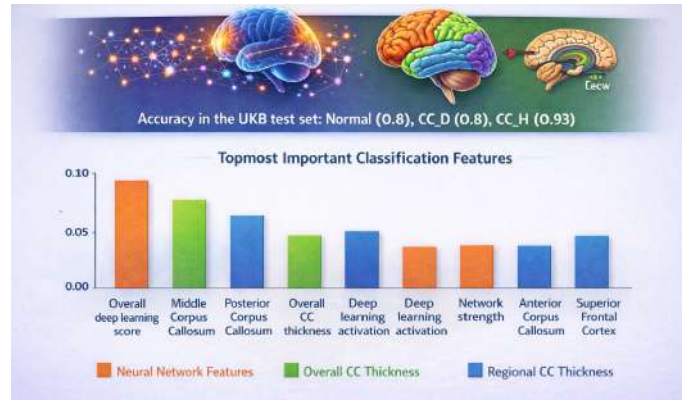 Eecw
Accuracy in the UKB test set: Normal (0.8), CC_D (0.8), CC_H (0.93)
Topmost Important Classification Features
0.10
0.05
0.00
Overall deep learning score
Middle Corpus Callosum
Posterior Corpus Callosum
Overall CC thickness
Deep learning activation
Deep learning activation
Network strength
Anterior Corpus Callosum
Superior Frontal Cortex
Neural Network Features
Overall CC Thickness
Regional CC Thickness